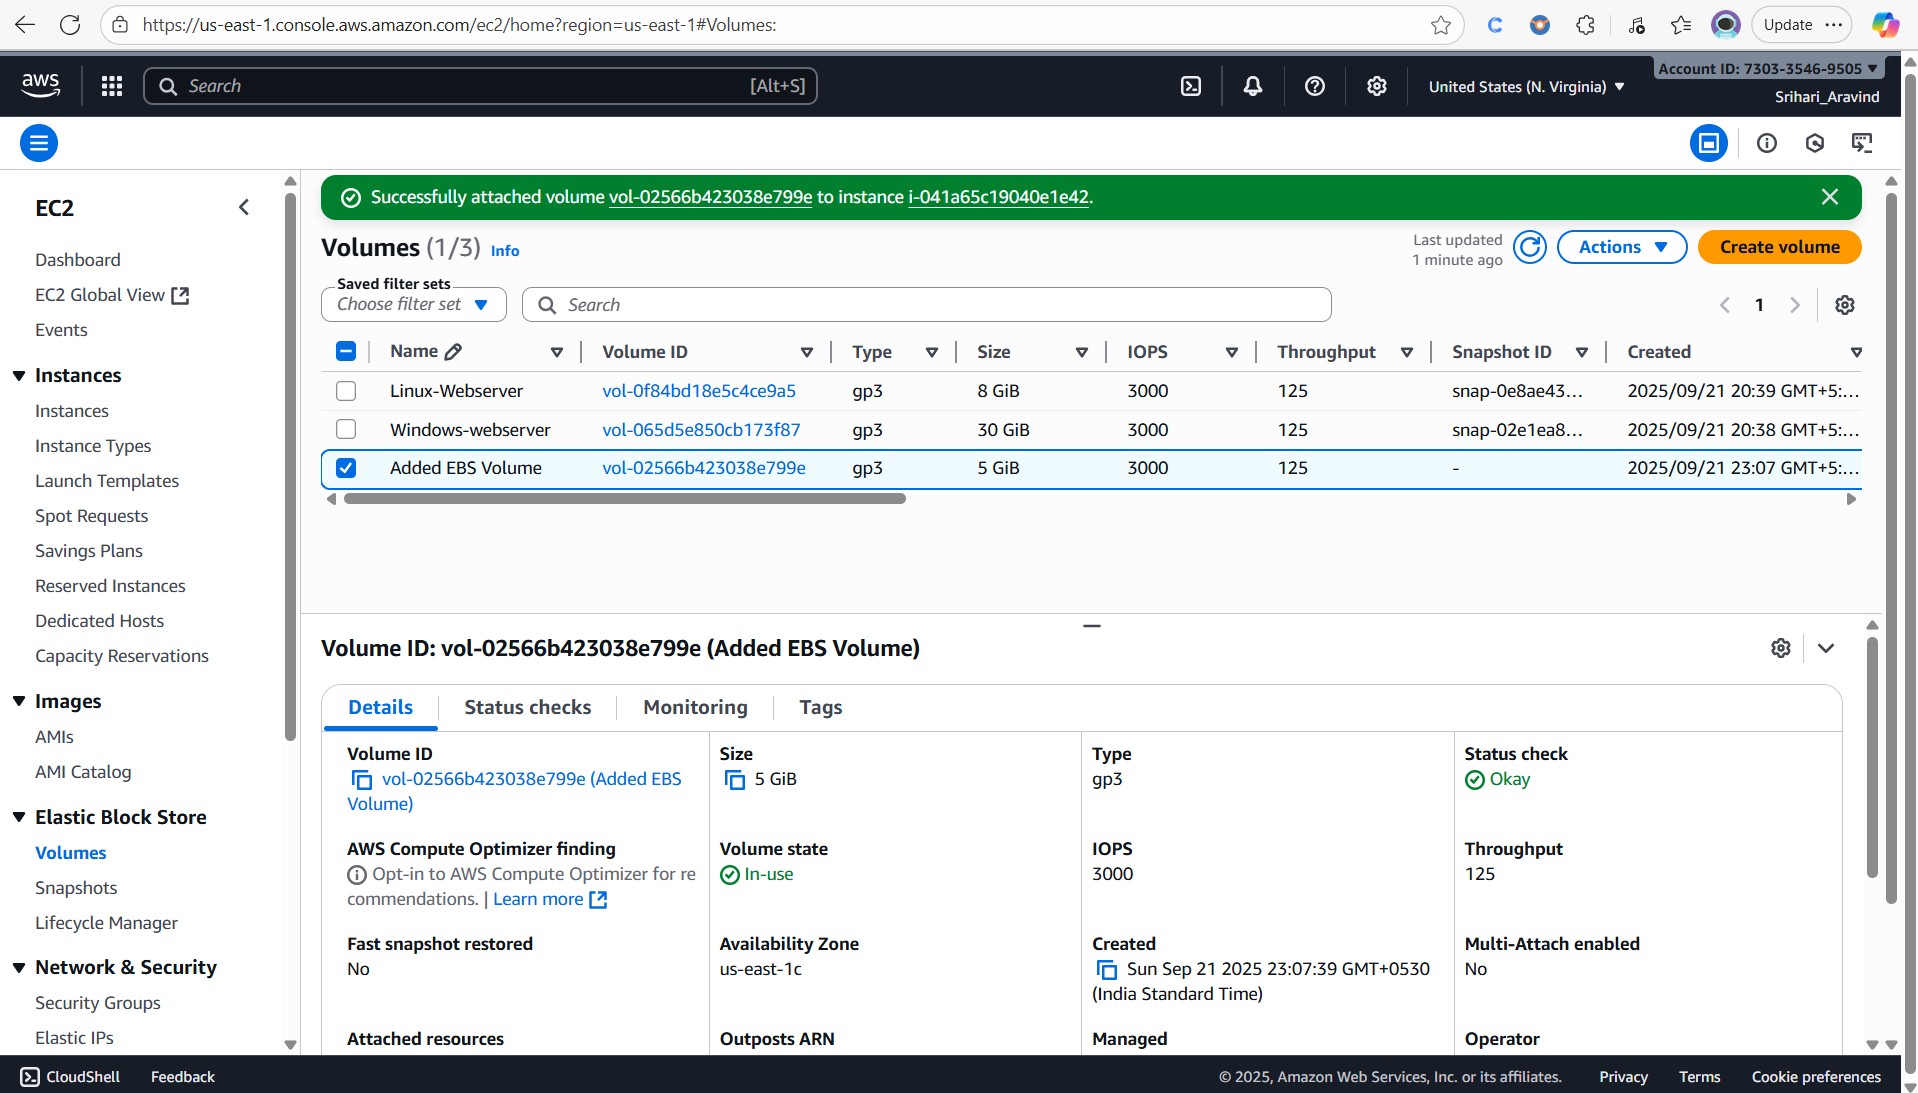 https://us-east-1.console.aws.amazon.com/ec2/home?region=us-east-1#Volumes:
Update
aws
Search [Alt+S]
United States (N. Virginia)
Account ID: 7303-3546-9505
Srihari_Aravind
EC2
Dashboard
EC2 Global View
Events
Instances
Instances
Instance Types
Launch Templates
Spot Requests
Savings Plans
Reserved Instances
Dedicated Hosts
Capacity Reservations
Images
AMIs
AMI Catalog
Elastic Block Store
Volumes
Snapshots
Lifecycle Manager
Network & Security
Security Groups
Elastic IPs
Successfully attached volume vol-02566b423038e799e to instance i-041a65c19040e1e42.
Volumes (1/3) Info
Last updated
1 minute ago
Actions
Create volume
Saved filter sets
Choose filter set
Search
1
Name Volume ID Type Size IOPS Throughput Snapshot ID Created
Linux-Webserver vol-0f84bd18e5c4ce9a5 gp3 8 GiB 3000 125 snap-0e8ae43... 2025/09/21 20:39 GMT+5:...
Windows-webserver vol-065d5e850cb173f87 gp3 30 GiB 3000 125 snap-02e1ea8... 2025/09/21 20:38 GMT+5:...
Added EBS Volume vol-02566b423038e799e gp3 5 GiB 3000 125 - 2025/09/21 23:07 GMT+5:...
Volume ID: vol-02566b423038e799e (Added EBS Volume)
Details Status checks Monitoring Tags
Volume ID
vol-02566b423038e799e (Added EBS
Volume)
Size
5 GiB
Type
gp3
Status check
Okay
AWS Compute Optimizer finding
Opt-in to AWS Compute Optimizer for re
commendations. | Learn more
Volume state
In-use
IOPS
3000
Throughput
125
Fast snapshot restored
No
Availability Zone
us-east-1c
Created
Sun Sep 21 2025 23:07:39 GMT+0530
(India Standard Time)
Multi-Attach enabled
No
Attached resources
Outposts ARN
Managed
Operator
CloudShell Feedback
© 2025, Amazon Web Services, Inc. or its affiliates. Privacy Terms Cookie preferences